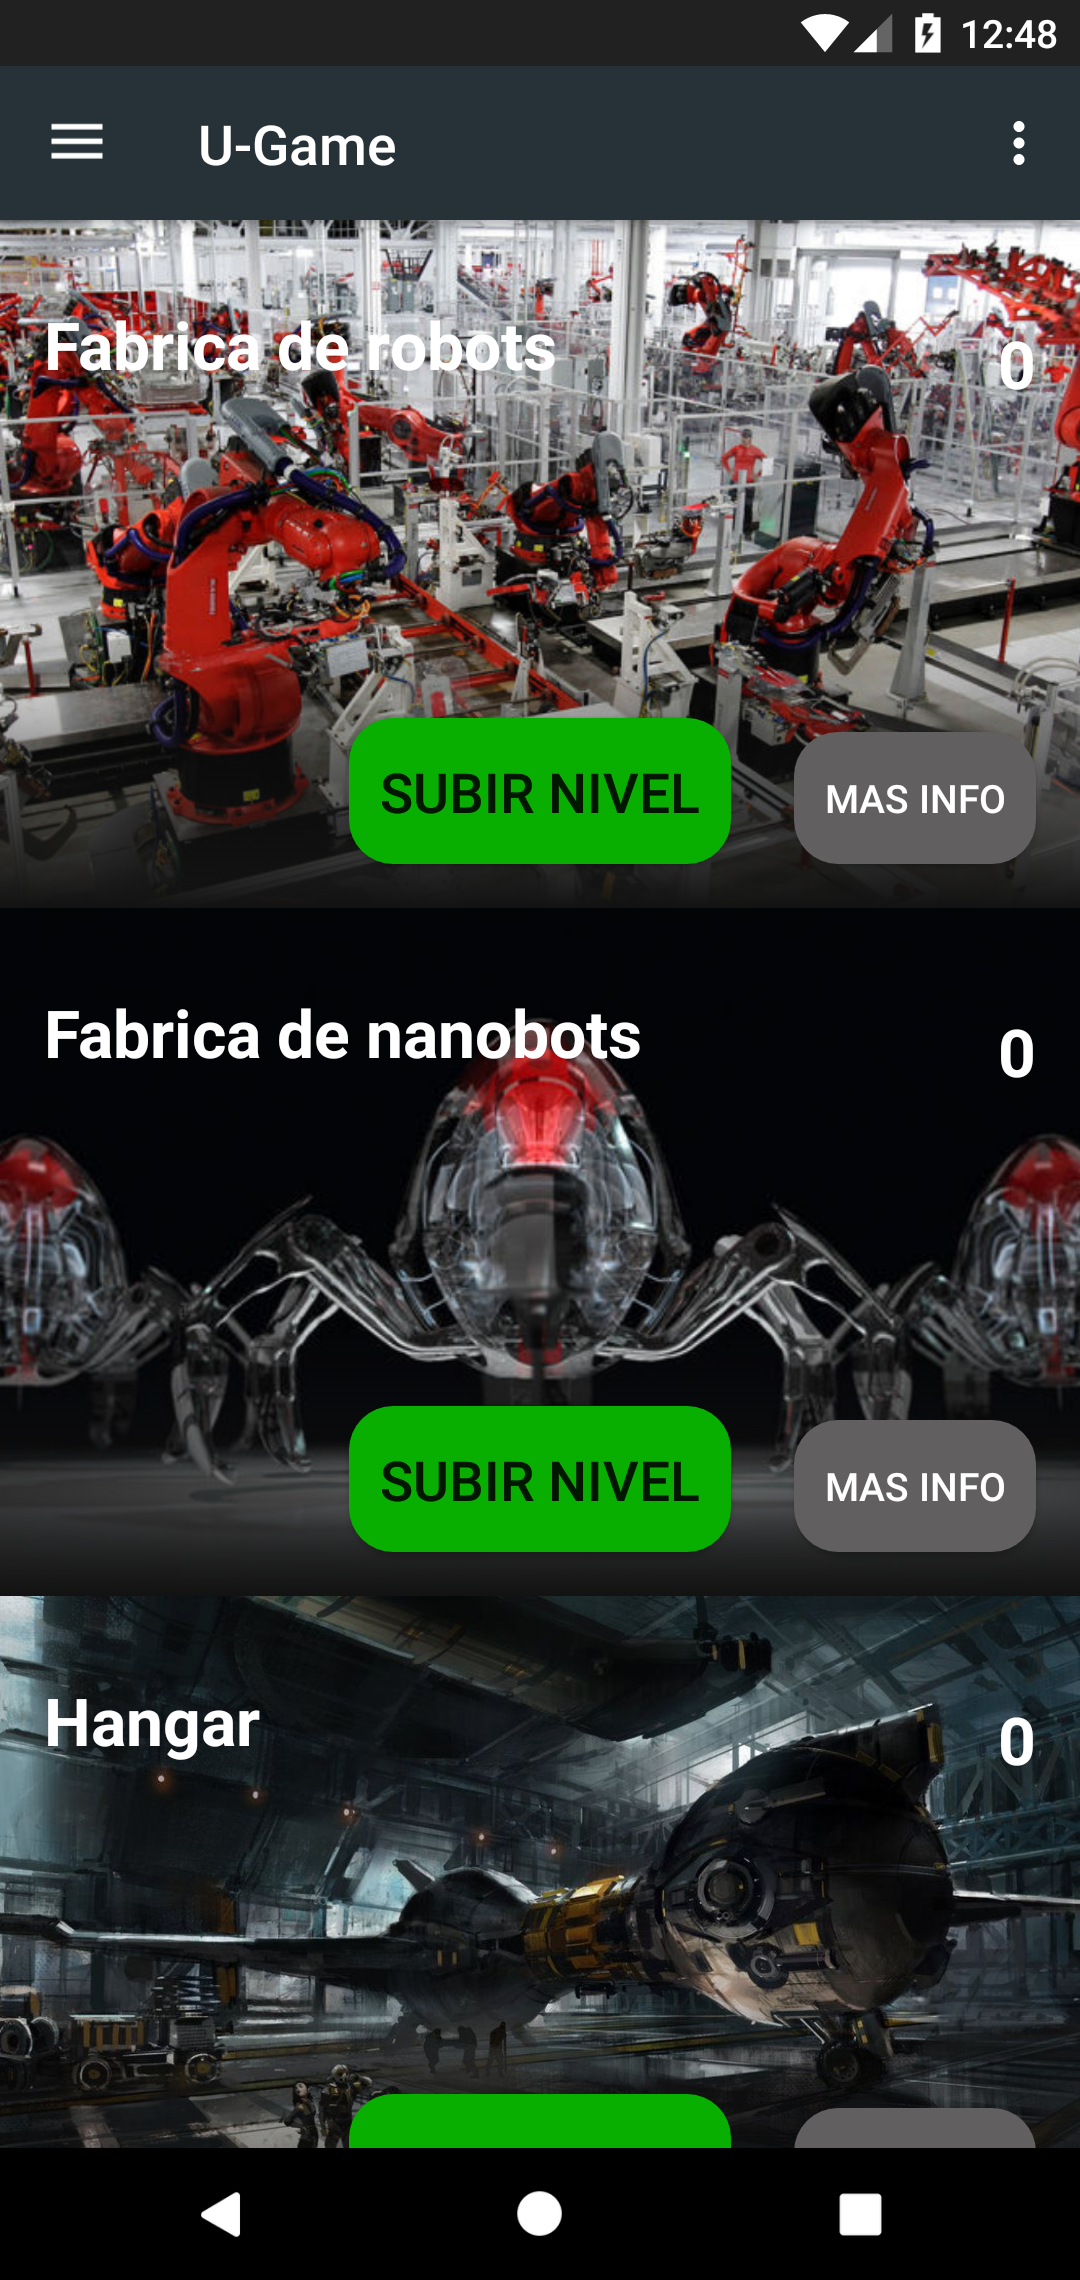 12:48
U-Game
Fabrica de robots
0
SUBIR NIVEL
MAS INFO
Fabrica de nanobots
0
SUBIR NIVEL
MAS INFO
Hangar
0